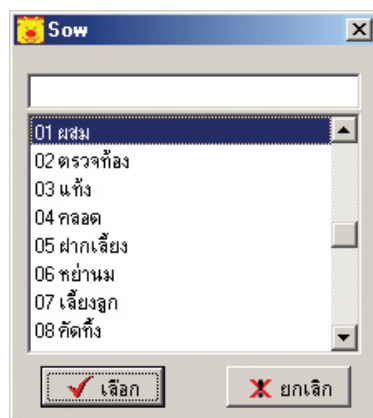 Sow
01 ผสม
02 ตรวจท้อง
03 แท้ง
04 คลอด
05 ฝากเลี้ยง
06 หย่านม
07 เลี้ยงลูก
08 คัดทิ้ง
เลือก
ยกเลิก